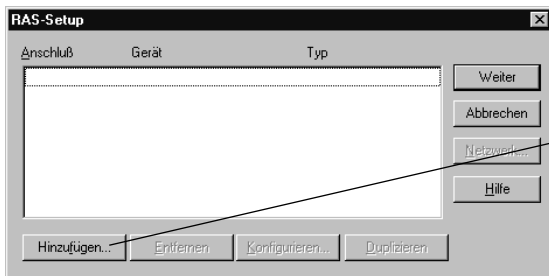 RAS-Setup
Anschluß Gerät Typ
Weiter
Abbrechen
Netzwerk...
Hilfe
Hinzufügen... Entfernen Konfigurieren... Duplizieren